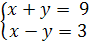 x + y = 9
x − y = 3